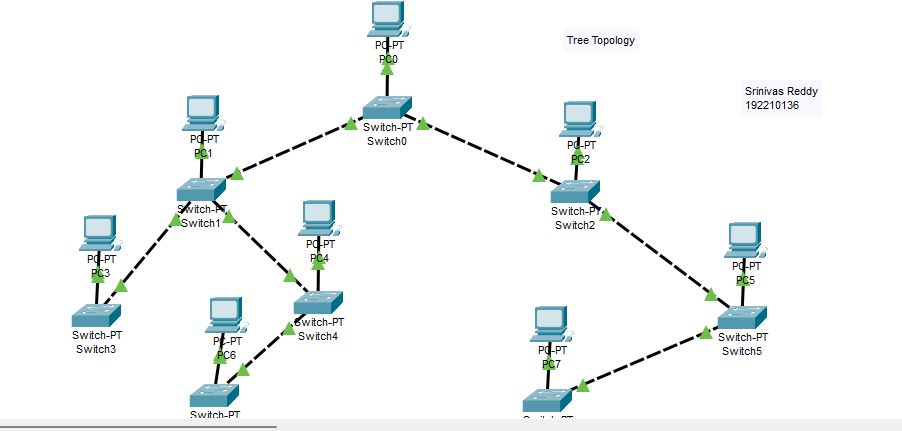 PC-PT
PC0
Tree Topology
Srinivas Reddy
192210136
Switch-PT
Switch0
PC-PT
PC1
PC-PT
PC2
Switch-PT
Switch1
Switch-PT
Switch2
PC-PT
PC3
PC-PT
PC4
PC-PT
PC5
Switch-PT
Switch3
Switch-PT
Switch4
Switch-PT
Switch5
PC-PT
PC6
PC-PT
PC7
Switch-PT